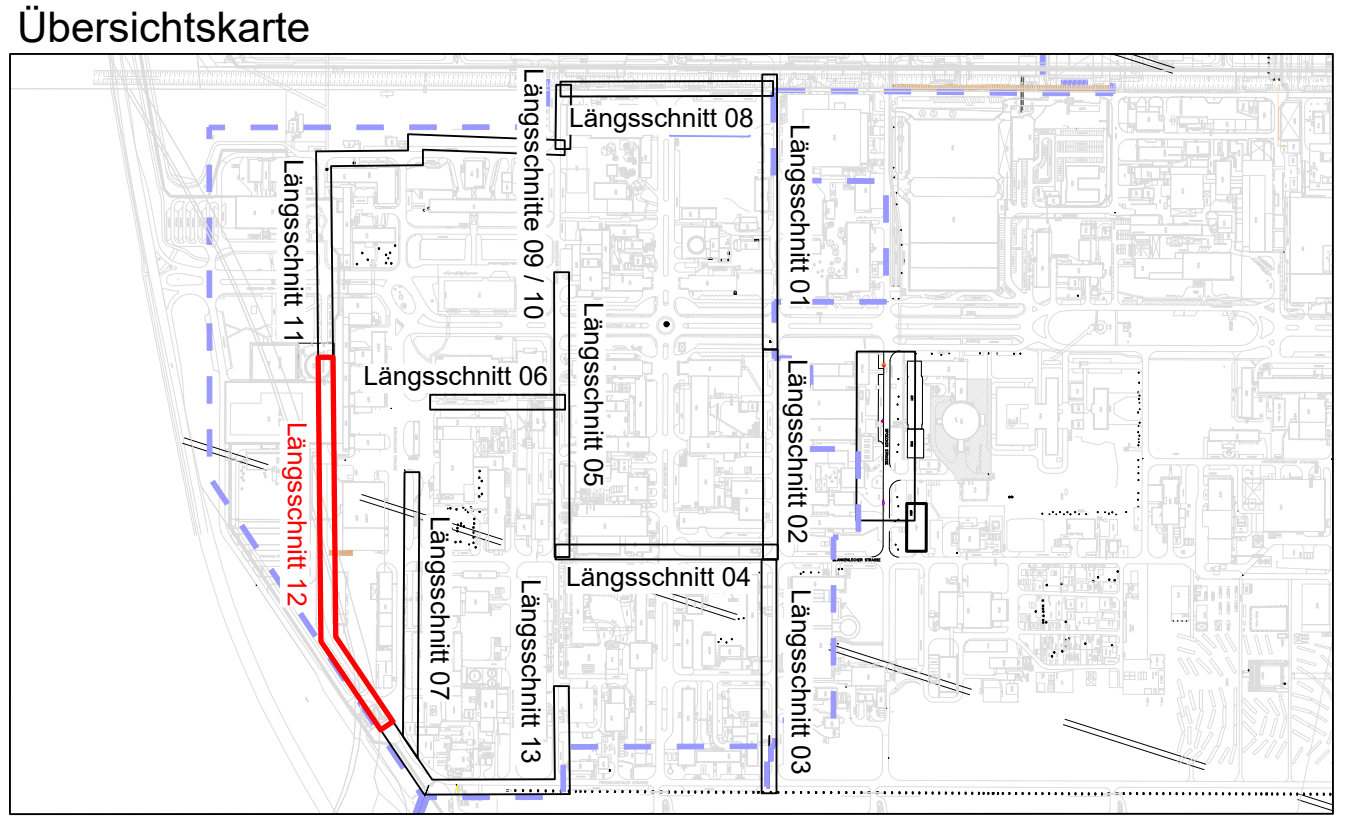 Übersichtskarte
Längsschnitt 08
Längsschnitte 09 / 10
Längsschnitt 01
Längsschnitt 11
Längsschnitt 06
Längsschnitt 05
Längsschnitt 02
Längsschnitt 12
Längsschnitt 07
Längsschnitt 04
Längsschnitt 13
Längsschnitt 03